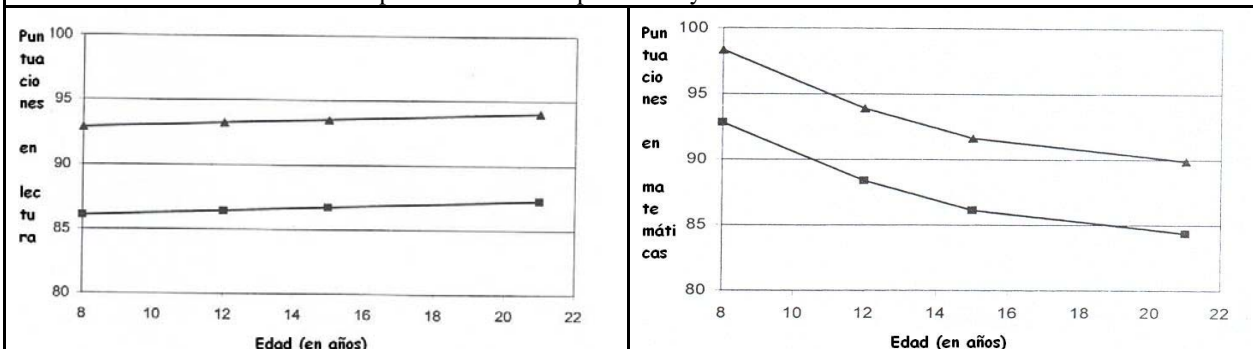 Pun
tua
cio
nes
en
lec
tu
ra
100
95
90
85
80
8 10 12 14 16 18 20 22
Edad (en años)
Pun
tua
cio
nes
en
ma
te
máti
cas
100
95
90
85
80
8 10 12 14 16 18 20 22
Edad (en años)